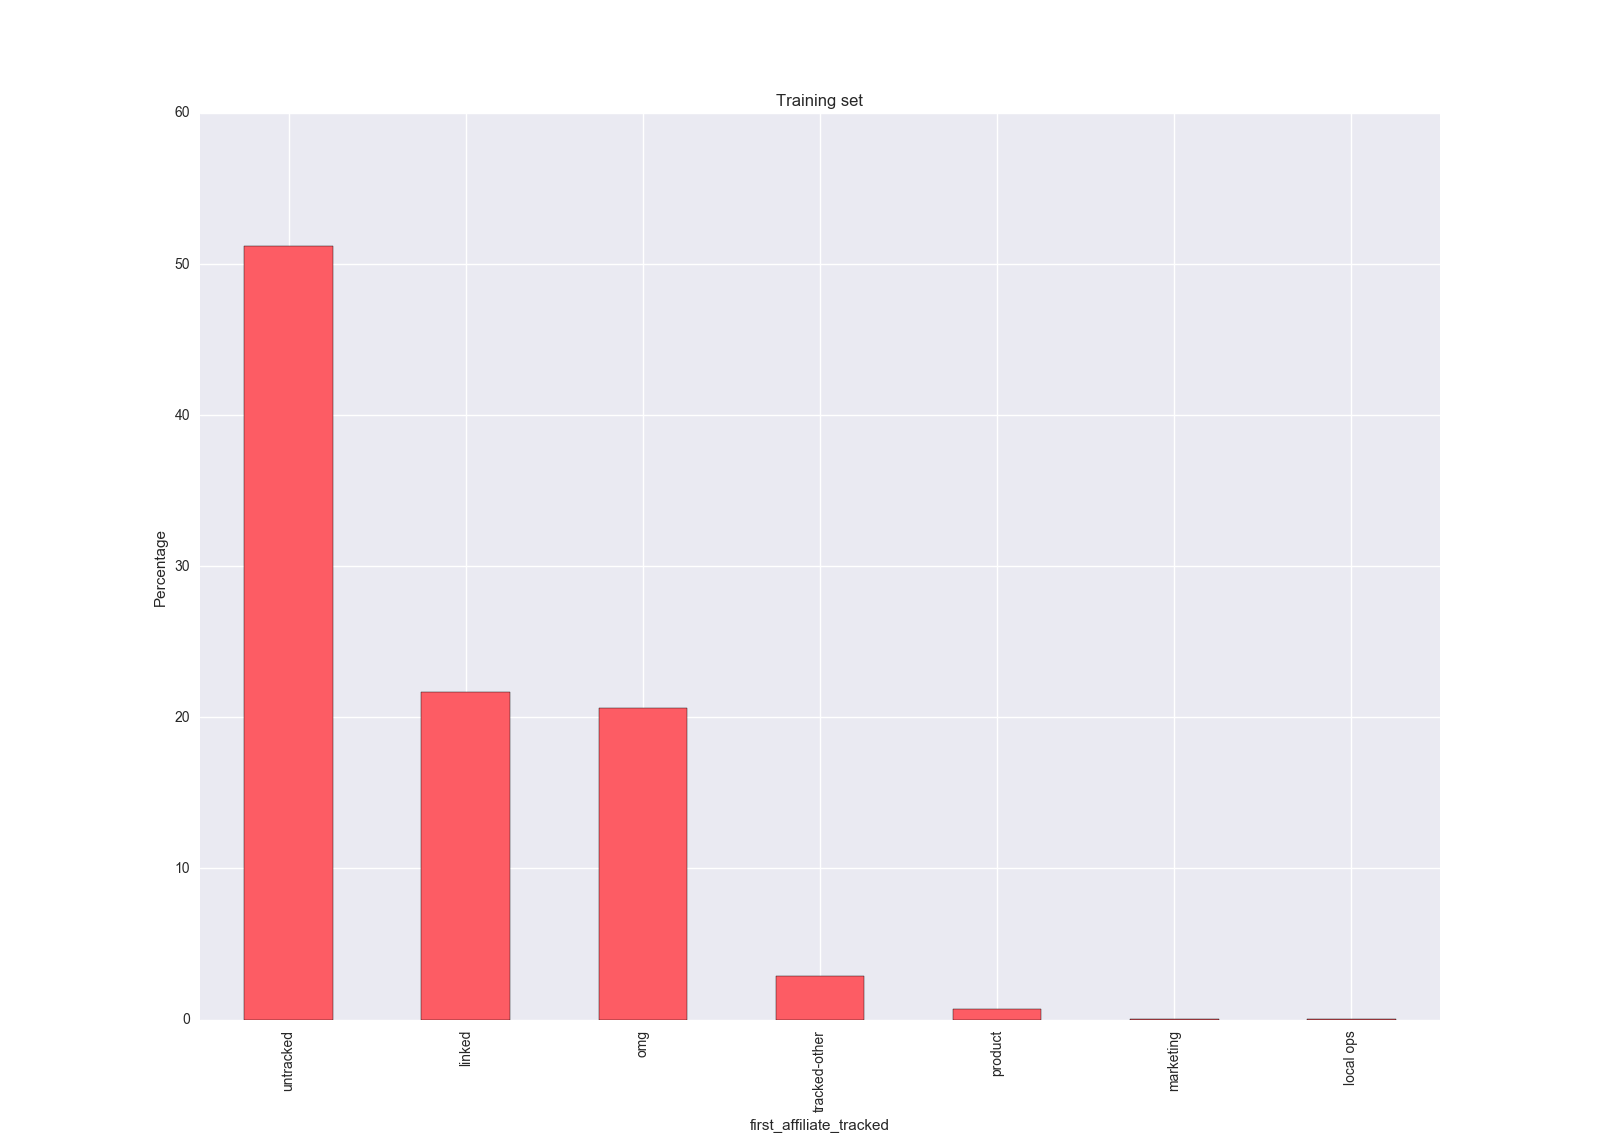 Training set
60
50
40
30
20
10
0
Percentage
untracked
linked
omg
tracked-other
product
marketing
local ops
first_affiliate_tracked